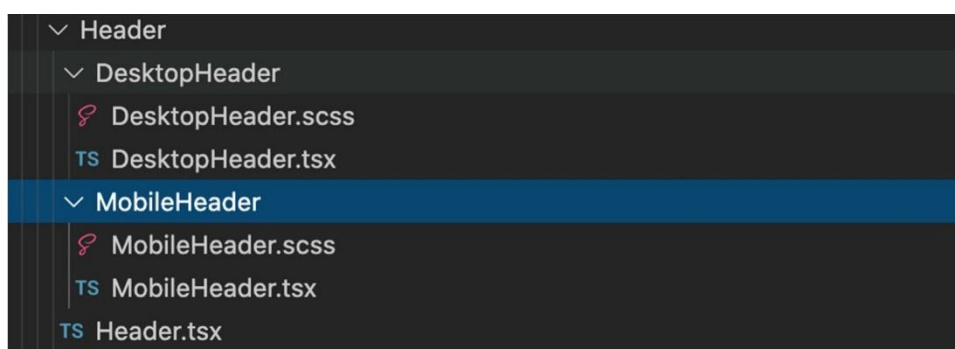 Header
DesktopHeader
DesktopHeader.scss
TS DesktopHeader.tsx
MobileHeader
MobileHeader.scss
TS MobileHeader.tsx
TS Header.tsx